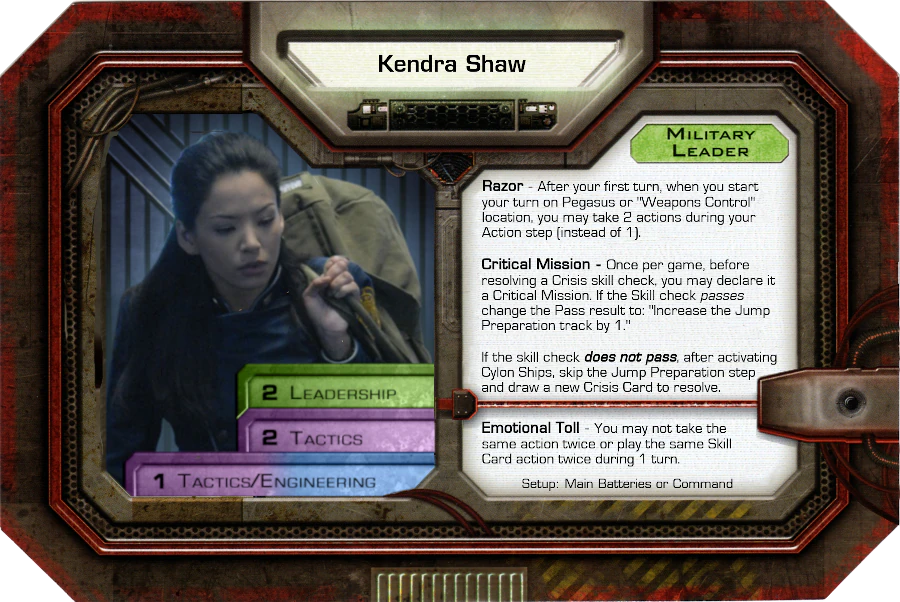 Kendra Shaw
Military
Leader
Razor - After your first turn, when you start
your turn on Pegasus or "Weapons Control"
location, you may take 2 actions during your
Action step (instead of 1).
Critical Mission - Once per game, before
resolving a Crisis skill check, you may declare it
a Critical Mission. If the Skill check passes
change the Pass result to: "Increase the Jump
Preparation track by 1."
If the skill check does not pass, after activating
Cylon Ships, skip the Jump Preparation step
and draw a new Crisis Card to resolve.
Emotional Toll - You may not take the
same action twice or play the same Skill
Card action twice during 1 turn.
Setup: Main Batteries or Command
2 Leadership
2 Tactics
1 Tactics/Engineering